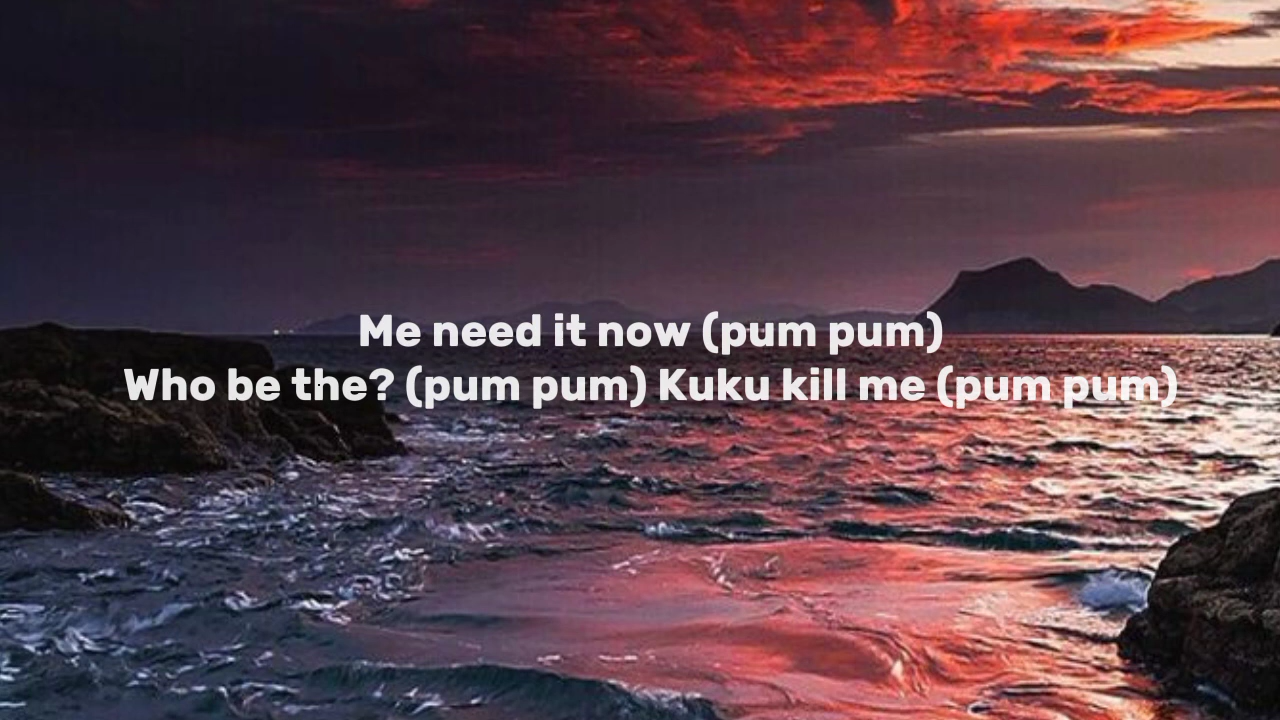 Me need it now (pum pum)
Who be the? (pum pum) Kuku kill me (pum pum)